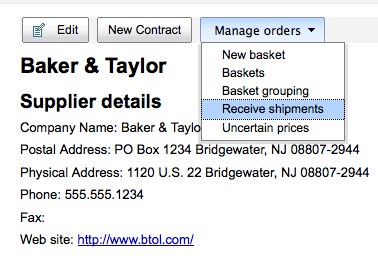 Edit New Contract Manage orders
New basket
Baskets
Basket grouping
Receive shipments
Uncertain prices
Baker & Taylor
Supplier details
Company Name: Baker & Taylo
Postal Address: PO Box 1234 Bridgewater, NJ 08807-2944
Physical Address: 1120 U.S. 22 Bridgewater, NJ 08807-2944
Phone: 555.555.1234
Fax:
Web site: http://www.btol.com/